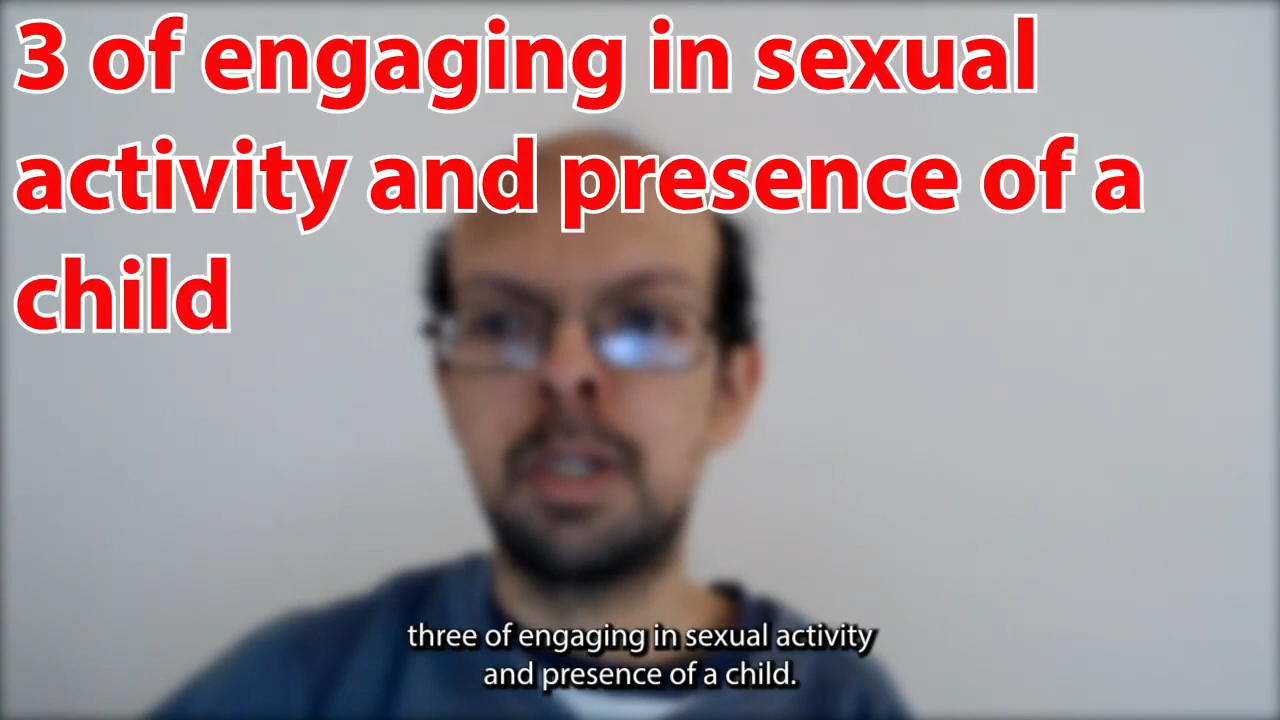 3 of engaging in sexual
activity and presence of a
child
three of engaging in sexual activity
and presence of a child.